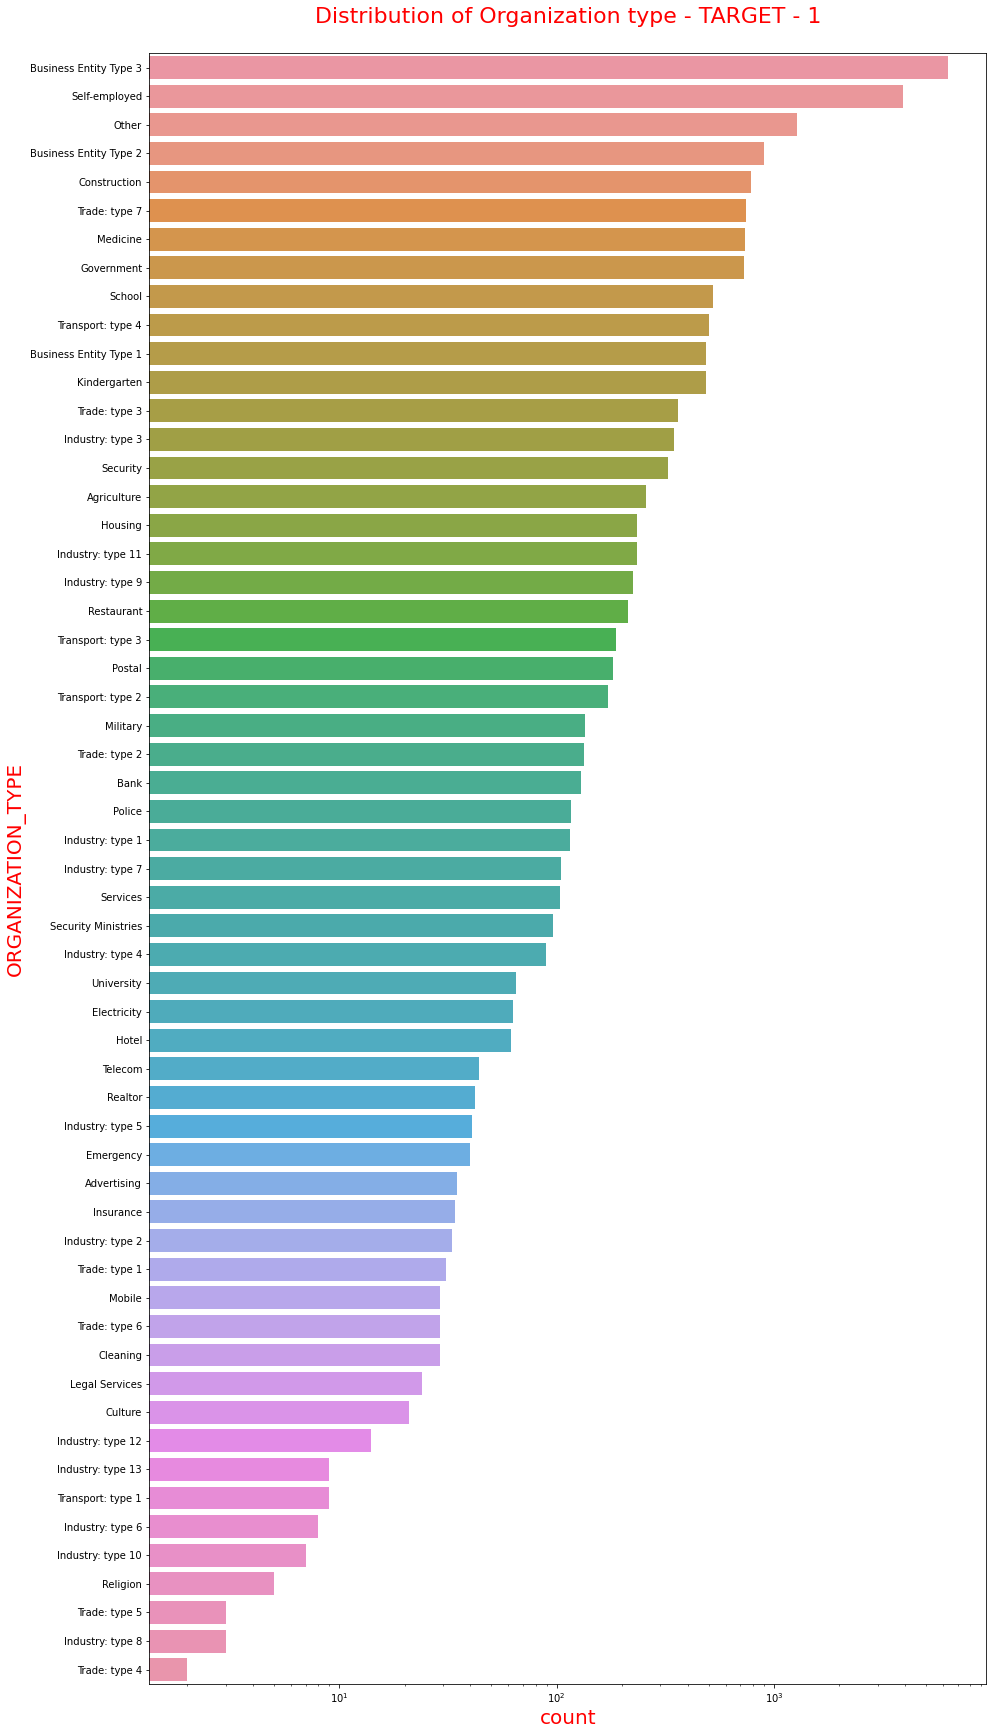 Distribution of Organization type - TARGET - 1
ORGANIZATION_TYPE
Business Entity Type 3
Self-employed
Other
Business Entity Type 2
Construction
Trade: type 7
Medicine
Government
School
Transport: type 4
Business Entity Type 1
Kindergarten
Trade: type 3
Industry: type 3
Security
Agriculture
Housing
Industry: type 11
Industry: type 9
Restaurant
Transport: type 3
Postal
Transport: type 2
Military
Trade: type 2
Bank
Police
Industry: type 1
Industry: type 7
Services
Security Ministries
Industry: type 4
University
Electricity
Hotel
Telecom
Realtor
Industry: type 5
Emergency
Advertising
Insurance
Industry: type 2
Trade: type 1
Mobile
Trade: type 6
Cleaning
Legal Services
Culture
Industry: type 12
Industry: type 13
Transport: type 1
Industry: type 6
Industry: type 10
Religion
Trade: type 5
Industry: type 8
Trade: type 4
10¹ 10² 10³
count